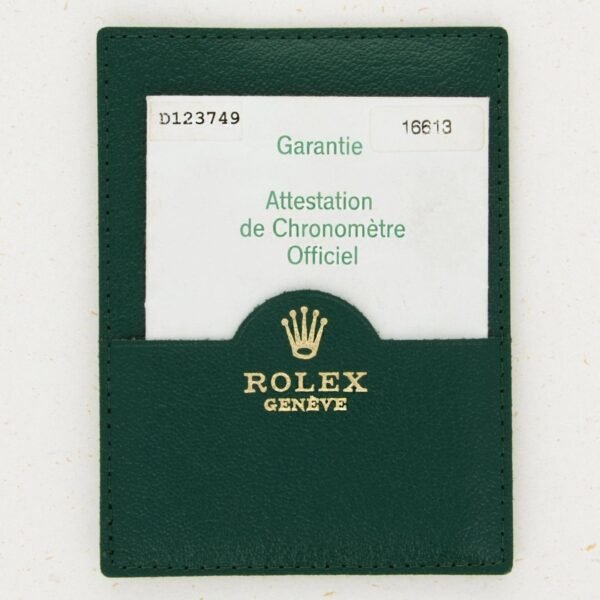 D123749
16613
Garantie
Attestation
de Chronomètre
Officiel
ROLEX
GENÈVE